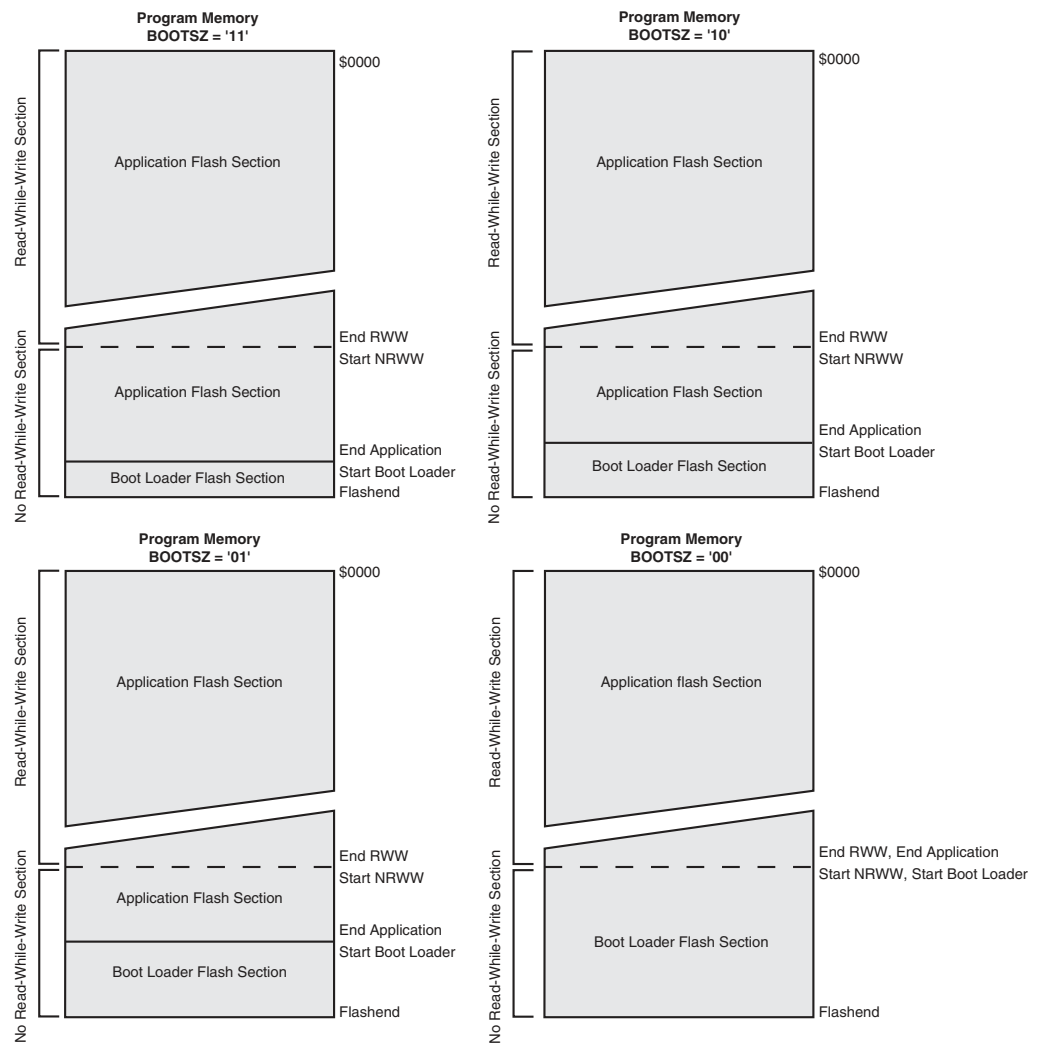 Program Memory
BOOTSZ = '11'
$0000
Read-While-Write Section
Application Flash Section
End RWW
Start NRWW
No Read-While-Write Section
Application Flash Section
End Application
Start Boot Loader
Boot Loader Flash Section
Flashend
Program Memory
BOOTSZ = '10'
$0000
Read-While-Write Section
Application Flash Section
End RWW
Start NRWW
No Read-While-Write Section
Application Flash Section
End Application
Start Boot Loader
Boot Loader Flash Section
Flashend
Program Memory
BOOTSZ = '01'
$0000
Read-While-Write Section
Application Flash Section
End RWW
Start NRWW
No Read-While-Write Section
Application Flash Section
End Application
Start Boot Loader
Boot Loader Flash Section
Flashend
Program Memory
BOOTSZ = '00'
$0000
Read-While-Write Section
Application flash Section
End RWW, End Application
Start NRWW, Start Boot Loader
No Read-While-Write Section
Boot Loader Flash Section
Flashend